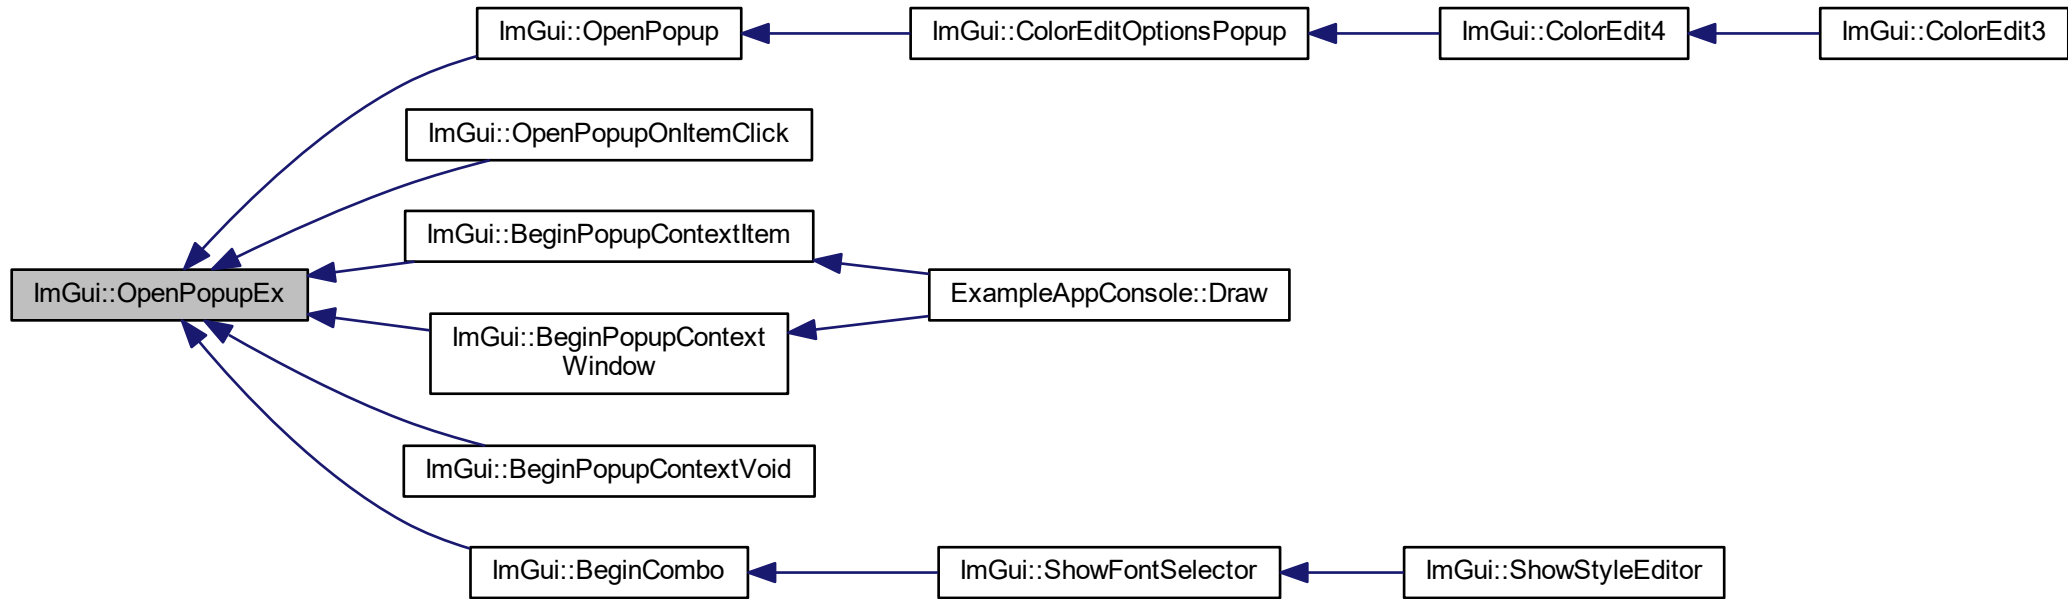 ImGui::OpenPopup
ImGui::ColorEditOptionsPopup
ImGui::ColorEdit4
ImGui::ColorEdit3
ImGui::OpenPopupOnItemClick
ImGui::BeginPopupContextItem
ImGui::OpenPopupEx
ExampleAppConsole::Draw
ImGui::BeginPopupContext
Window
ImGui::BeginPopupContextVoid
ImGui::BeginCombo
ImGui::ShowFontSelector
ImGui::ShowStyleEditor